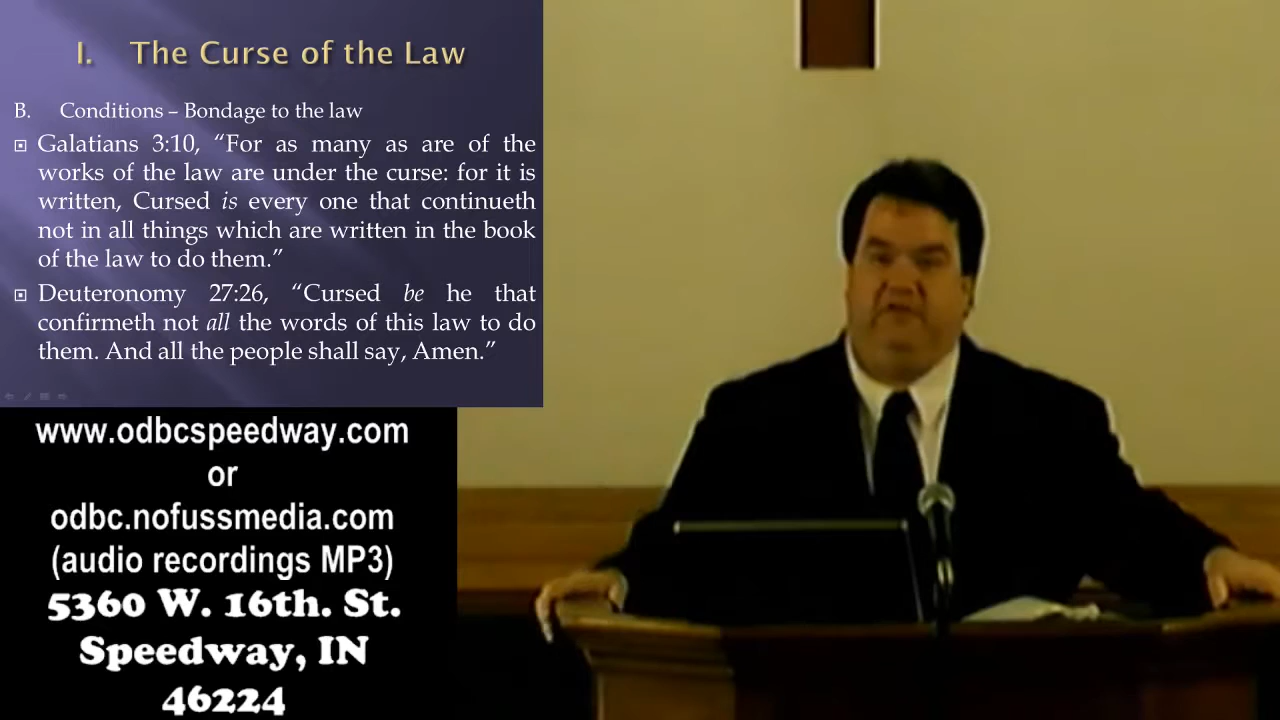 I. The Curse of the Law
B. Conditions – Bondage to the law
Galatians 3:10, “For as many as are of the
works of the law are under the curse: for it is
written, Cursed is every one that continueth
not in all things which are written in the book
of the law to do them.”
Deuteronomy 27:26, “Cursed be he that
confirmeth not all the words of this law to do
them. And all the people shall say, Amen.”
www.odbcspeedway.com
or
odbc.nofussmedia.com
(audio recordings MP3)
5360 W. 16th. St.
Speedway, IN
46224